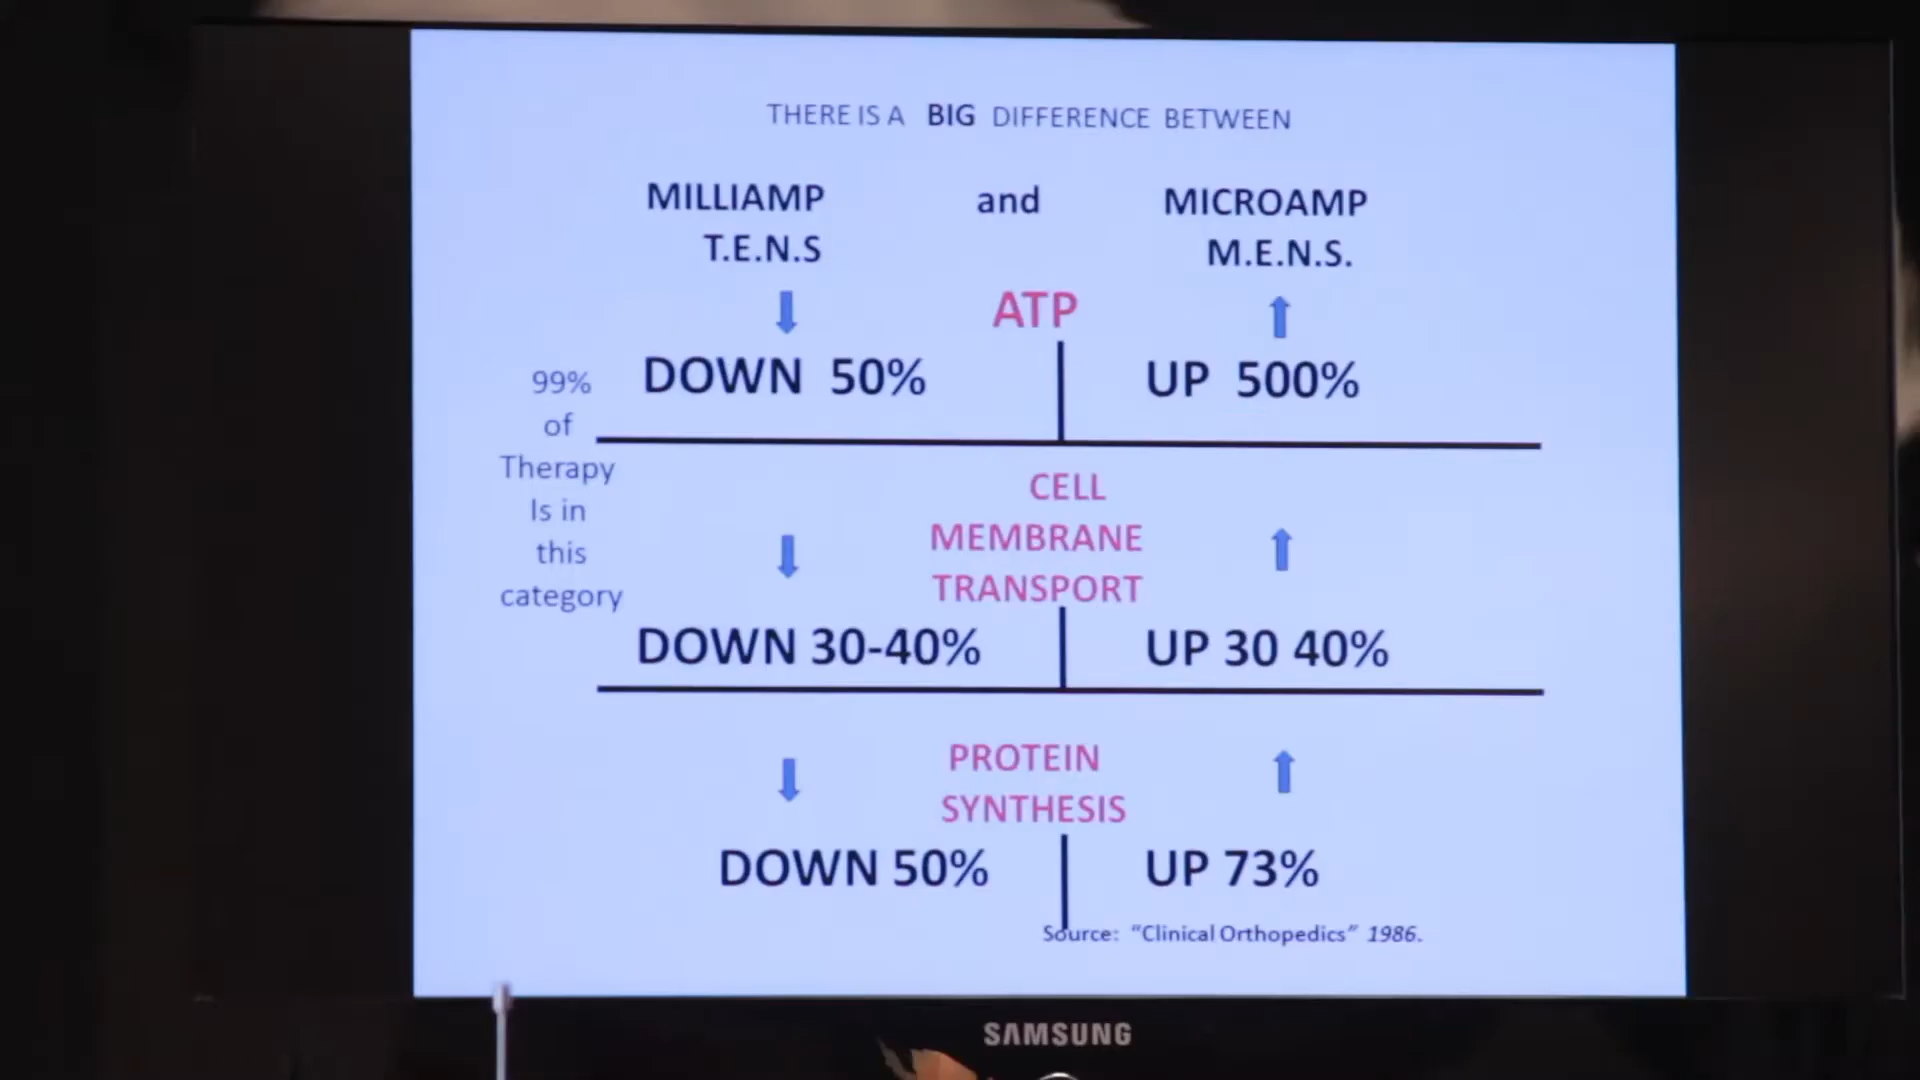 THERE IS A BIG DIFFERENCE BETWEEN
MILLIAMP and MICROAMP
T.E.N.S M.E.N.S.
ATP
DOWN 50% UP 500%
99%
of
Therapy
Is in
this
category
CELL
MEMBRANE
TRANSPORT
DOWN 30-40% UP 30 40%
PROTEIN
SYNTHESIS
DOWN 50% UP 73%
Source: "Clinical Orthopedics" 1986.
SAMSUNG